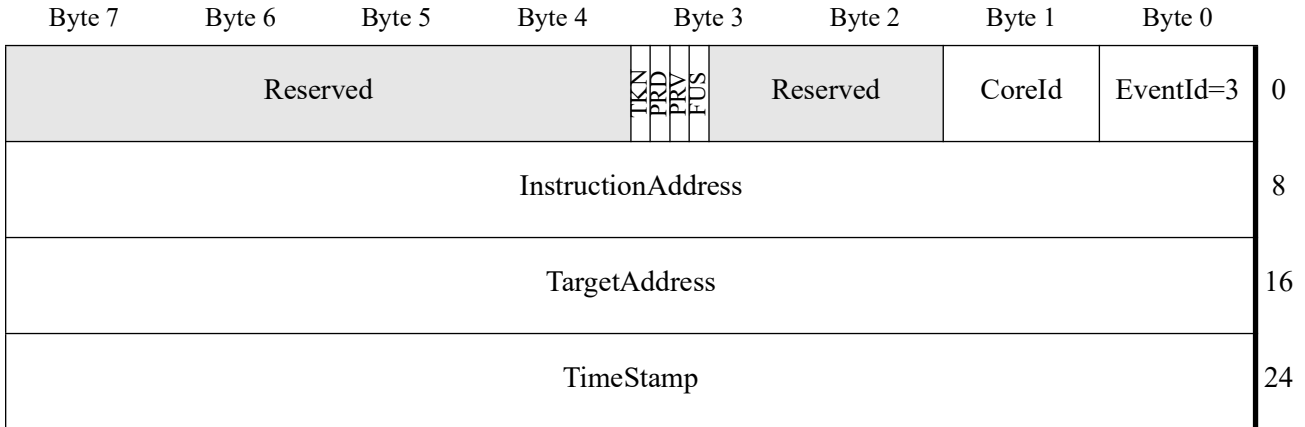 Byte 7 Byte 6 Byte 5 Byte 4 Byte 3 Byte 2 Byte 1 Byte 0
Reserved TKN PRD PRV FUS Reserved CoreId EventId=3 0
InstructionAddress 8
TargetAddress 16
TimeStamp 24